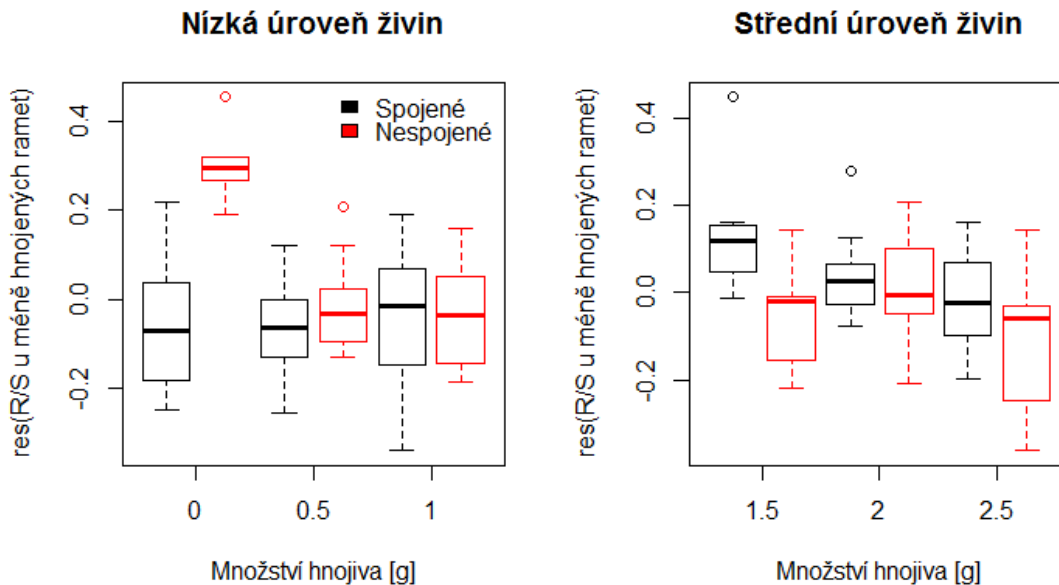 Nízká úroveň živin
res(R/S u méně hnojených ramet)
0.4
0.2
0.0
-0.2
Spojené
Nespojené
0
0.5
1
Množství hnojiva [g]
Střední úroveň živin
res(R/S u méně hnojených ramet)
0.4
0.2
0.0
-0.2
1.5
2
2.5
Množství hnojiva [g]